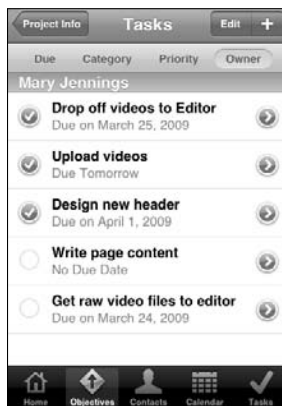 Project Info Tasks Edit +
Due Category Priority Owner
Mary Jennings
Drop off videos to Editor
Due on March 25, 2009
Upload videos
Due Tomorrow
Design new header
Due on April 1, 2009
Write page content
No Due Date
Get raw video files to editor
Due on March 24, 2009
Home Objectives Contacts Calendar Tasks